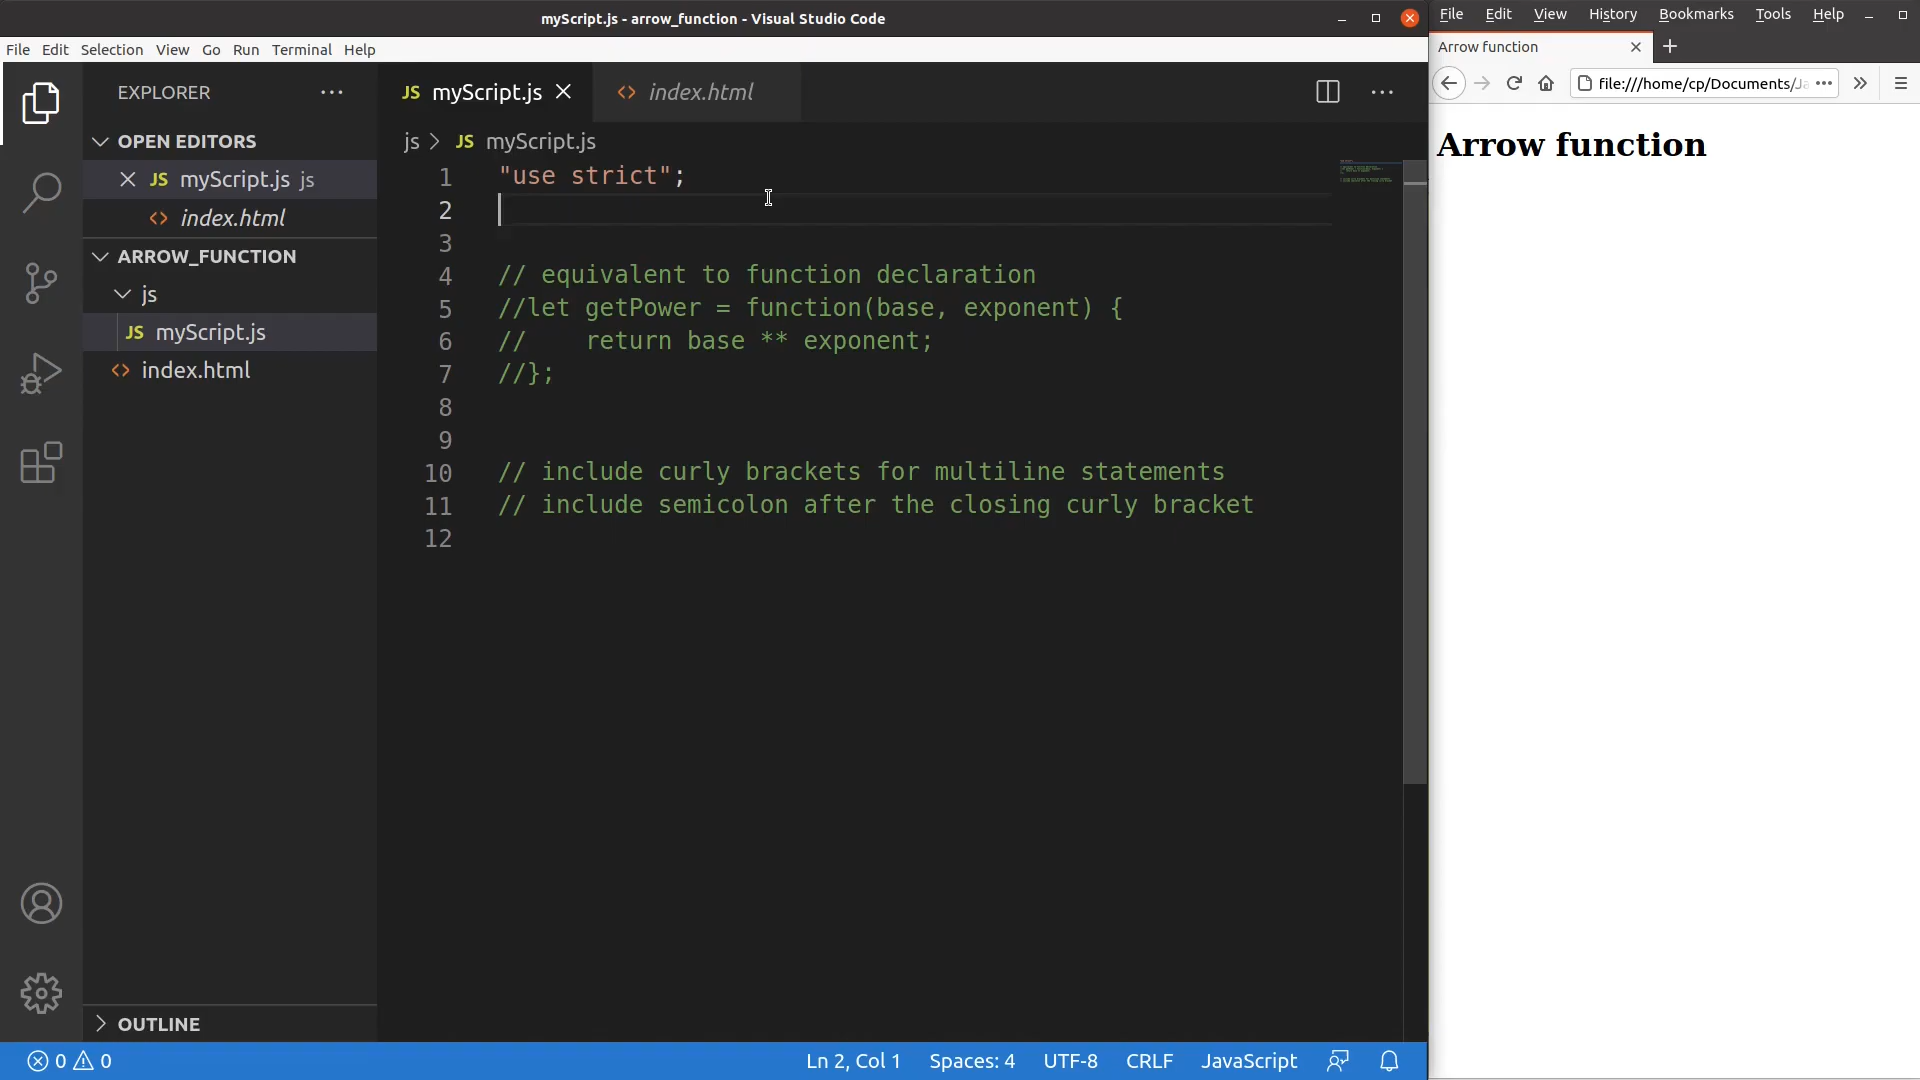 myScript.js - arrow_function - Visual Studio Code
File Edit Selection View Go Run Terminal Help
EXPLORER
OPEN EDITORS
JS myScript.js js
<> index.html
ARROW_FUNCTION
js
JS myScript.js
<> index.html
OUTLINE
JS myScript.js
<> index.html
js > JS myScript.js
1 "use strict";
2
3
4 // equivalent to function declaration
5 //let getPower = function(base, exponent) {
6 //    return base ** exponent;
7 //};
8
9
10 // include curly brackets for multiline statements
11 // include semicolon after the closing curly bracket
12
0 0 Ln 2, Col 1 Spaces: 4 UTF-8 CRLF JavaScript
File Edit View History Bookmarks Tools Help
Arrow function
file:///home/cp/Documents/Ja
Arrow function